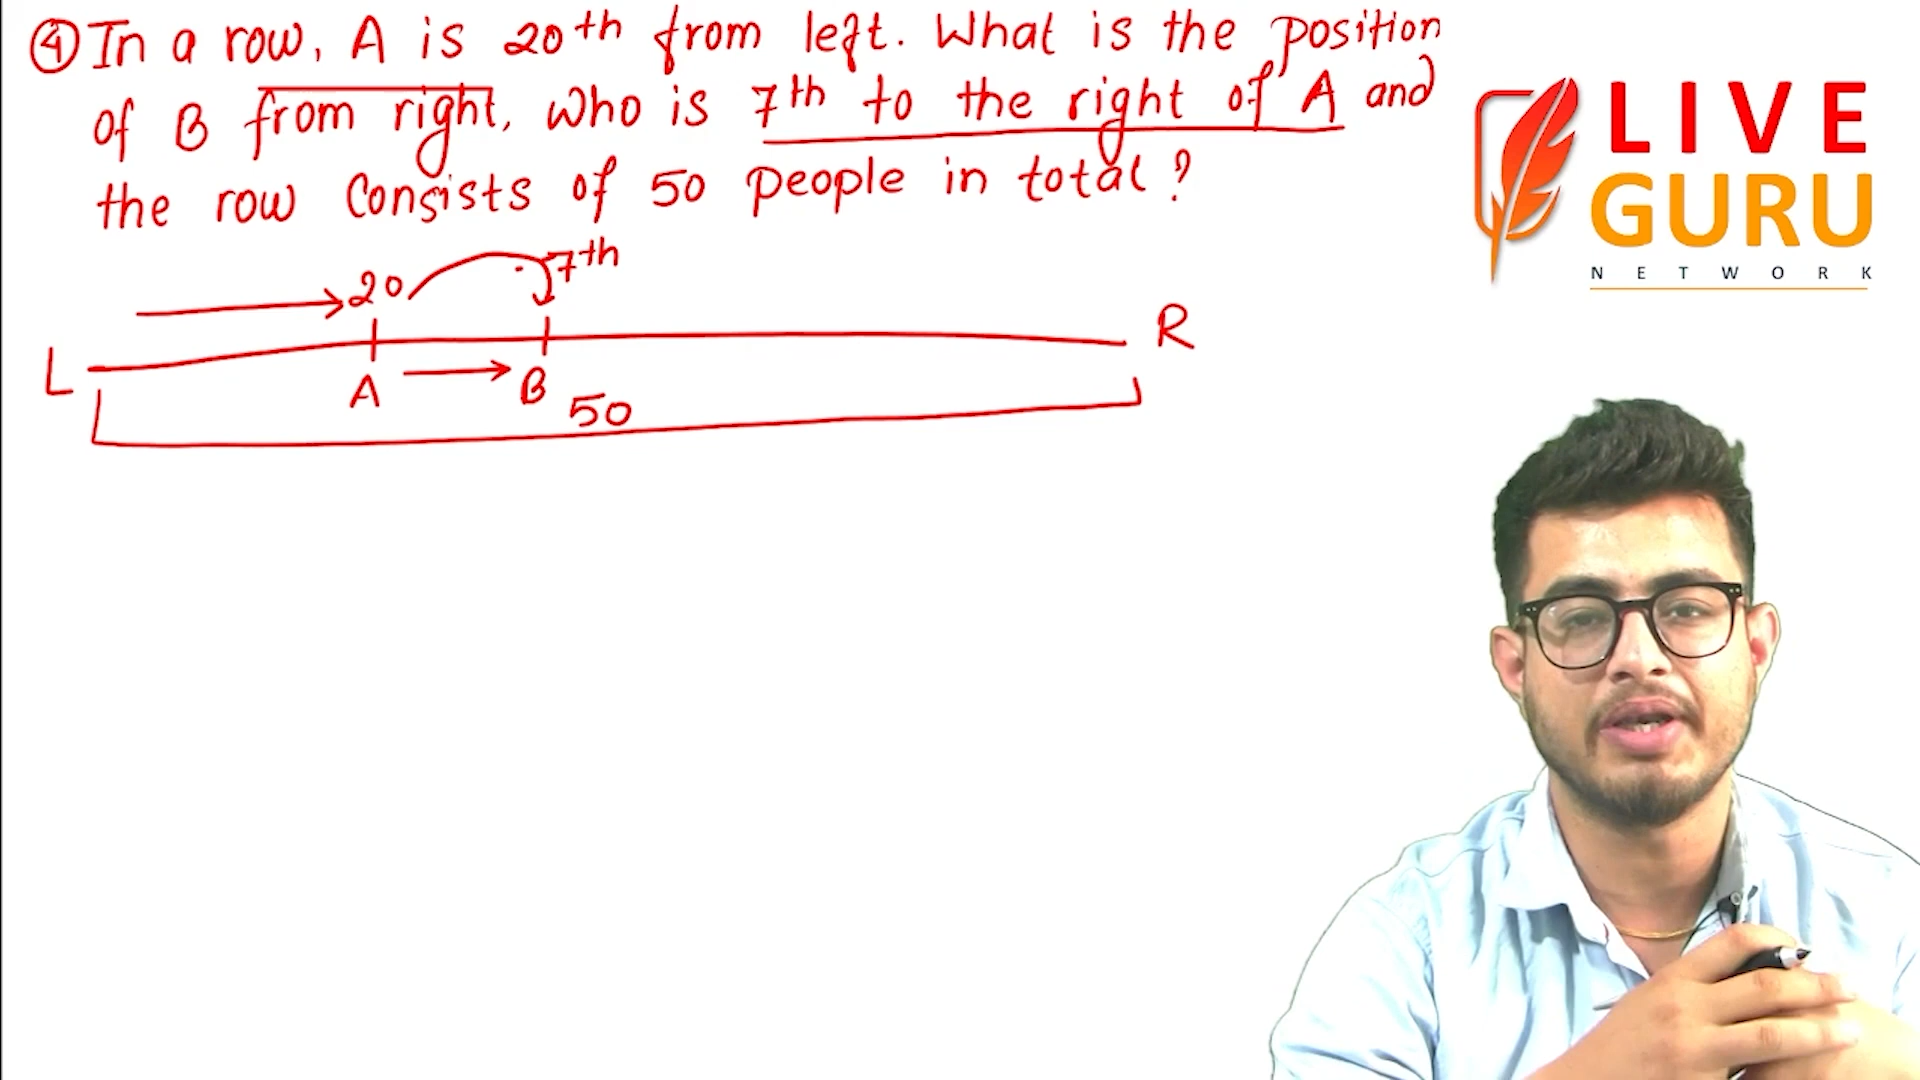 ④ In a row, A is 20th from left. What is the position
of B from right, who is 7th to the right of A and
the row consists of 50 people in total?
LIVE
GURU
NETWORK
20 7th
L A B R
50